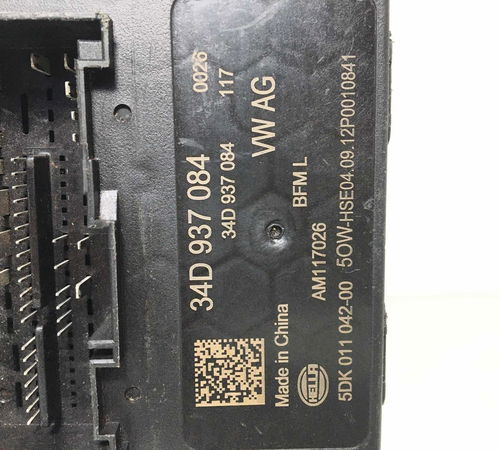 34D 937 084 0026
34D 937 084 117
VW AG
BFM L
AM117026
Made in China
HELLA
5DK 011 042-00 5OW-HSE04.09.12P0010841